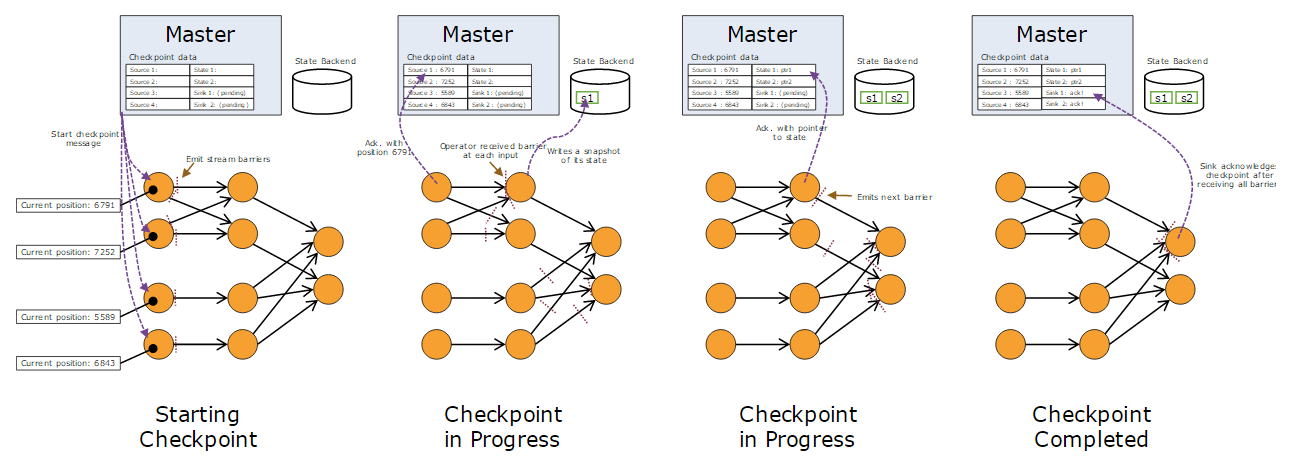 Master
Checkpoint data
Source 1:
State 1:
Source 2:
State 2:
Source 3:
Sink 1: (pending)
Source 4:
Sink 2: (pending)
State Backend
Start checkpoint
message
Emit stream barriers
Current position: 6791
Current position: 7252
Current position: 5589
Current position: 6843
Starting
Checkpoint
Master
Checkpoint data
Source 1 : 6791
State 1:
Source 2 : 7252
State 2:
Source 3 : 5589
Sink 1: (pending)
Source 4 : 6843
Sink 2: (pending)
State Backend
s1
Ack. with
position 6791
Operator received barrier
at each input
Writes a snapshot
of its state
Checkpoint
in Progress
Master
Checkpoint data
Source 1 : 6791
State 1: ptr1
Source 2 : 7252
State 2: ptr2
Source 3 : 5589
Sink 1: (pending)
Source 4 : 6843
Sink 2: (pending)
State Backend
s1 s2
Ack. with pointer
to state
Emits next barrier
Checkpoint
in Progress
Master
Checkpoint data
Source 1 : 6791
State 1: ptr1
Source 2 : 7252
State 2: ptr2
Source 3 : 5589
Sink 1: ack!
Source 4 : 6843
Sink 2: ack!
State Backend
s1 s2
Sink acknowledge
checkpoint after
receiving all barrier
Checkpoint
Completed